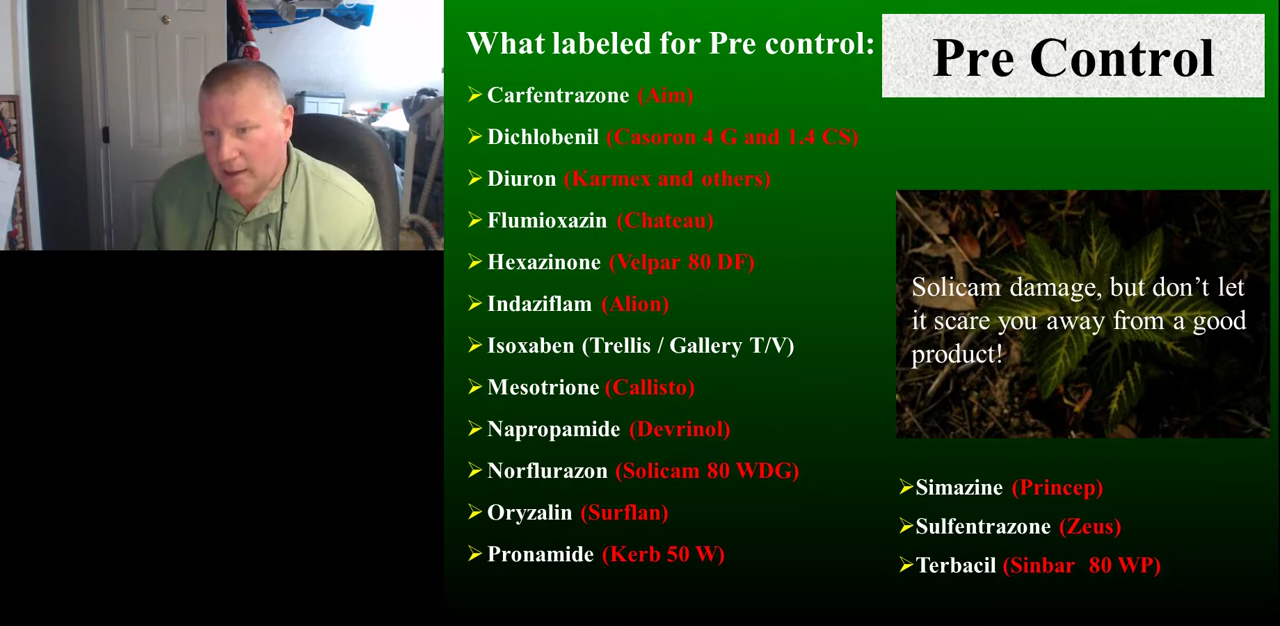 What labeled for Pre control:
Pre Control
➢Carfentrazone (Aim)
➢Dichlobenil (Casoron 4 G and 1.4 CS)
➢Diuron (Karmex and others)
➢Flumioxazin (Chateau)
➢Hexazinone (Velpar 80 DF)
➢Indaziflam (Alion)
➢Isoxaben (Trellis / Gallery T/V)
➢Mesotrione (Callisto)
➢Napropamide (Devrinol)
➢Norflurazon (Solicam 80 WDG)
➢Oryzalin (Surflan)
➢Pronamide (Kerb 50 W)
Solicam damage, but don't let
it scare you away from a good
product!
➢Simazine (Princep)
➢Sulfentrazone (Zeus)
➢Terbacil (Sinbar 80 WP)